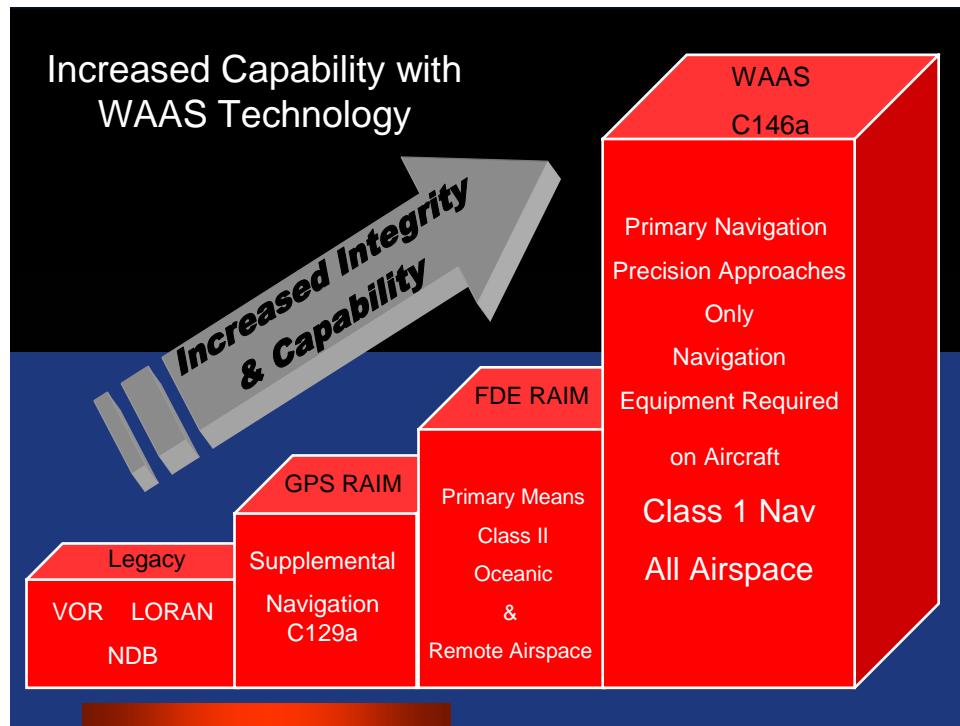 Increased Capability with
WAAS Technology
Increased Integrity
& Capability
Legacy
VOR LORAN
NDB
GPS RAIM
Supplemental
Navigation
C129a
FDE RAIM
Primary Means
Class II
Oceanic
&
Remote Airspace
WAAS
C146a
Primary Navigation
Precision Approaches
Only
Navigation
Equipment Required
on Aircraft
Class 1 Nav
All Airspace